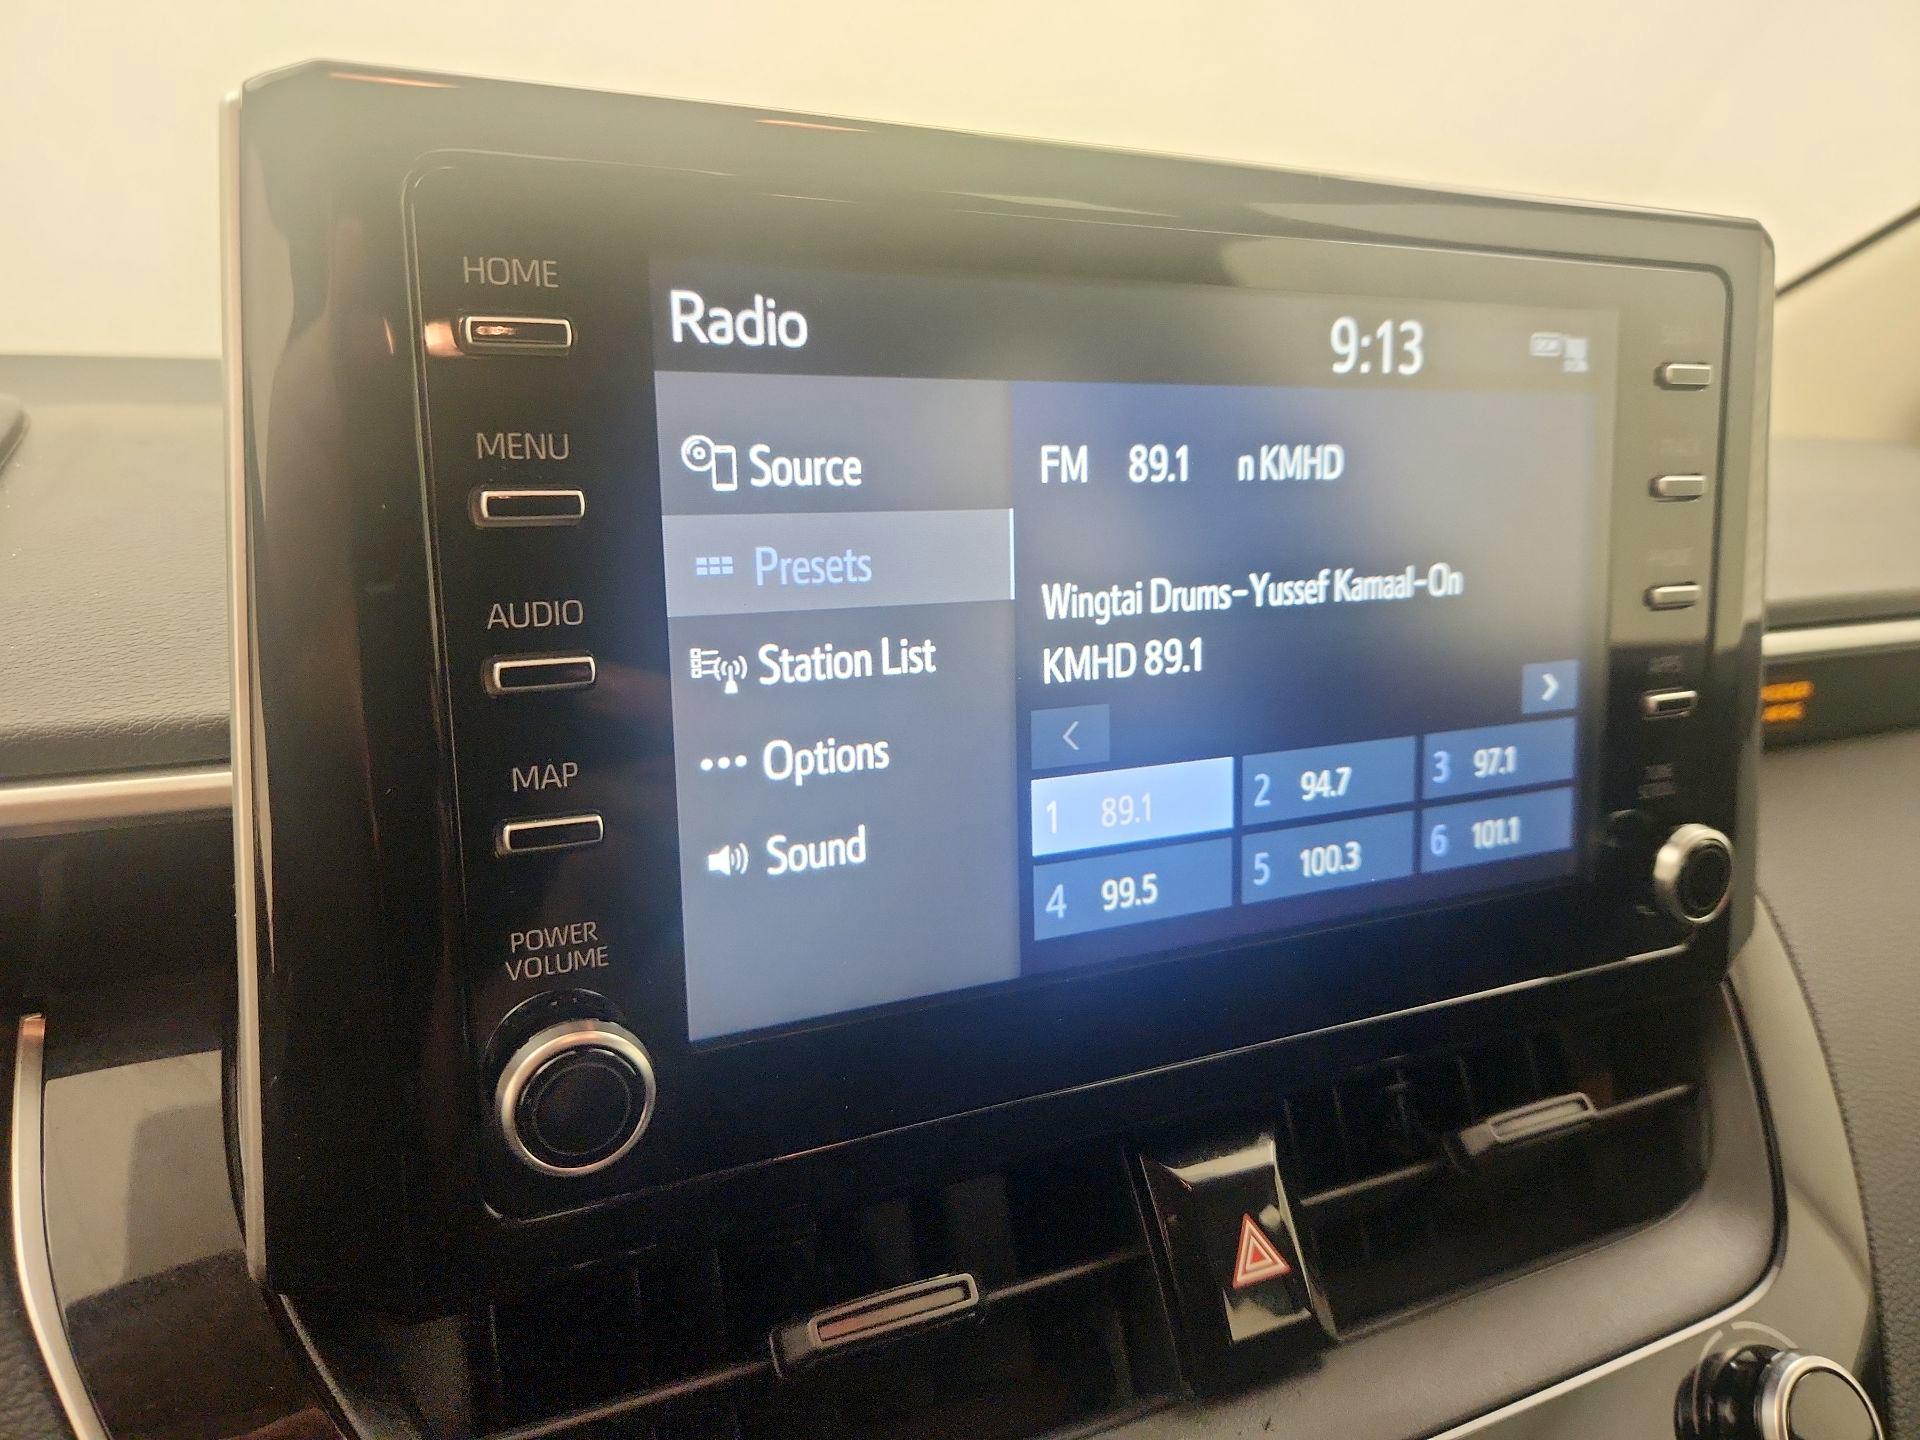 HOME
MENU
AUDIO
MAP
POWER
VOLUME
Radio
9:13
Source
Presets
Station List
Options
Sound
FM 89.1 n KMHD
Wingtai Drums-Yussef Kamaal-On
KMHD 89.1
1 89.1
2 94.7
3 97.1
4 99.5
5 100.3
6 101.1